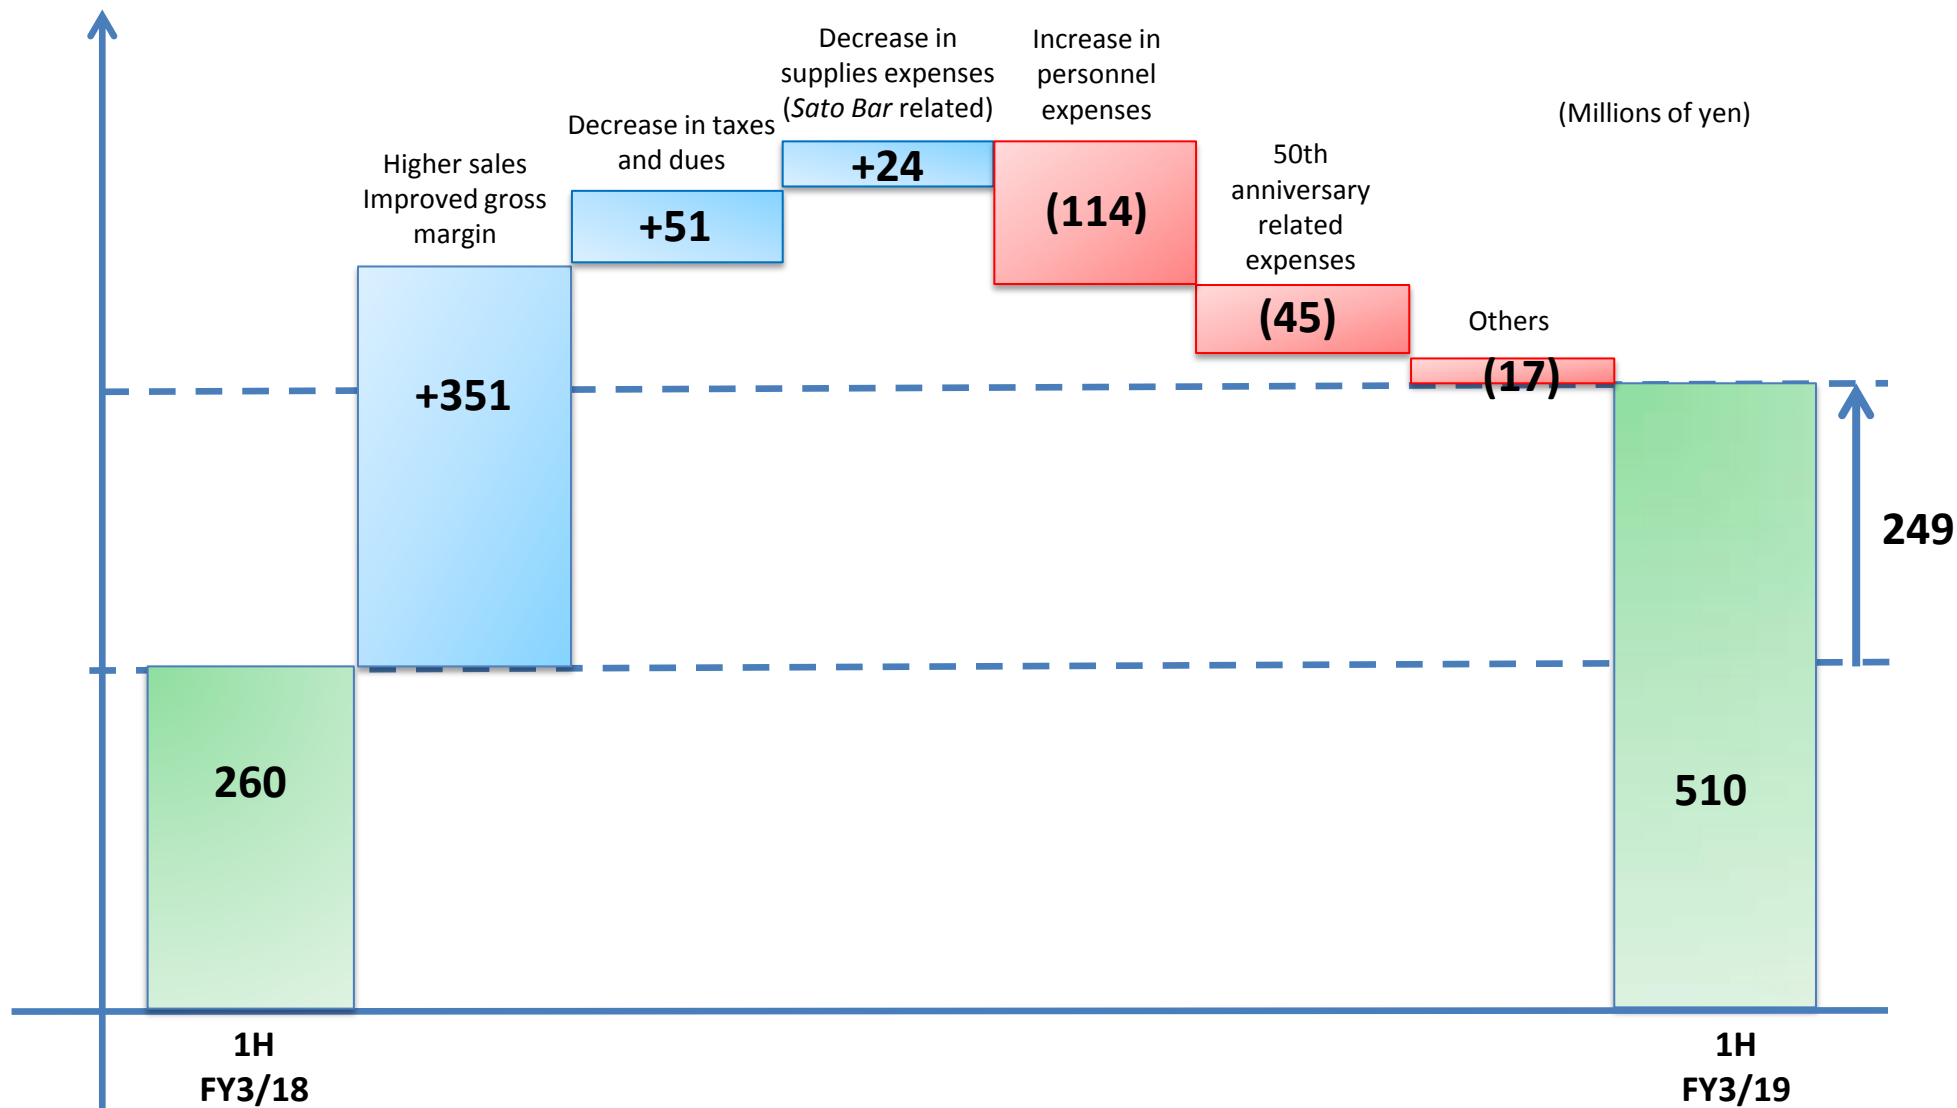 Decrease in
supplies expenses
(Sato Bar related)
Increase in
personnel
expenses
(Millions of yen)
Decrease in taxes
and dues
Higher sales
Improved gross
margin
50th
anniversary
related
expenses
Others
+24
+51
(114)
(45)
(17)
+351
249
260
510
1H
FY3/18
1H
FY3/19